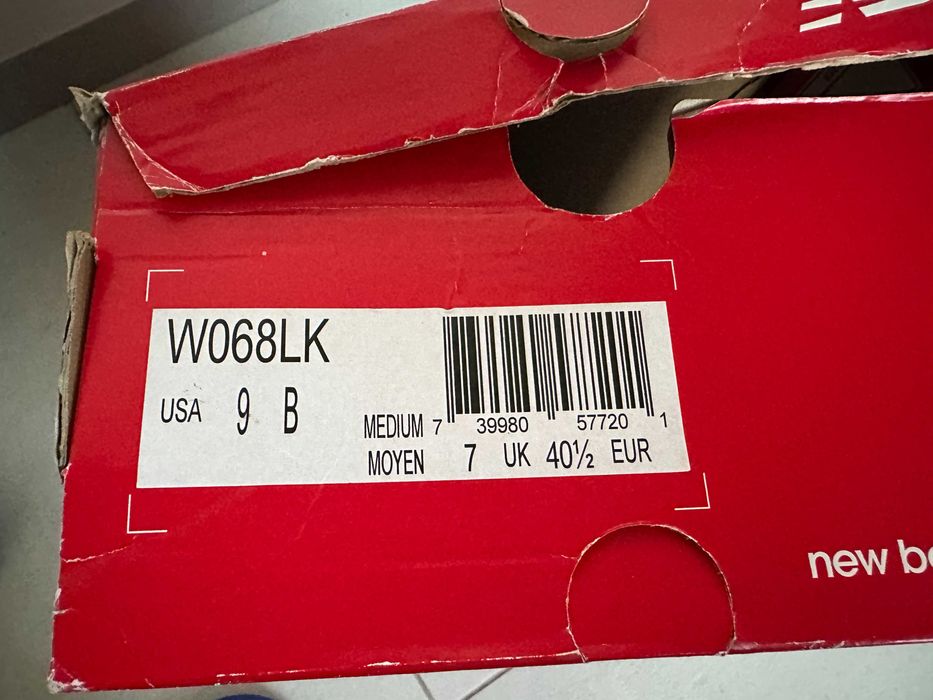 W068LK
USA 9 B
MEDIUM 7 39980 57720 1
MOYEN 7 UK 40½ EUR
new